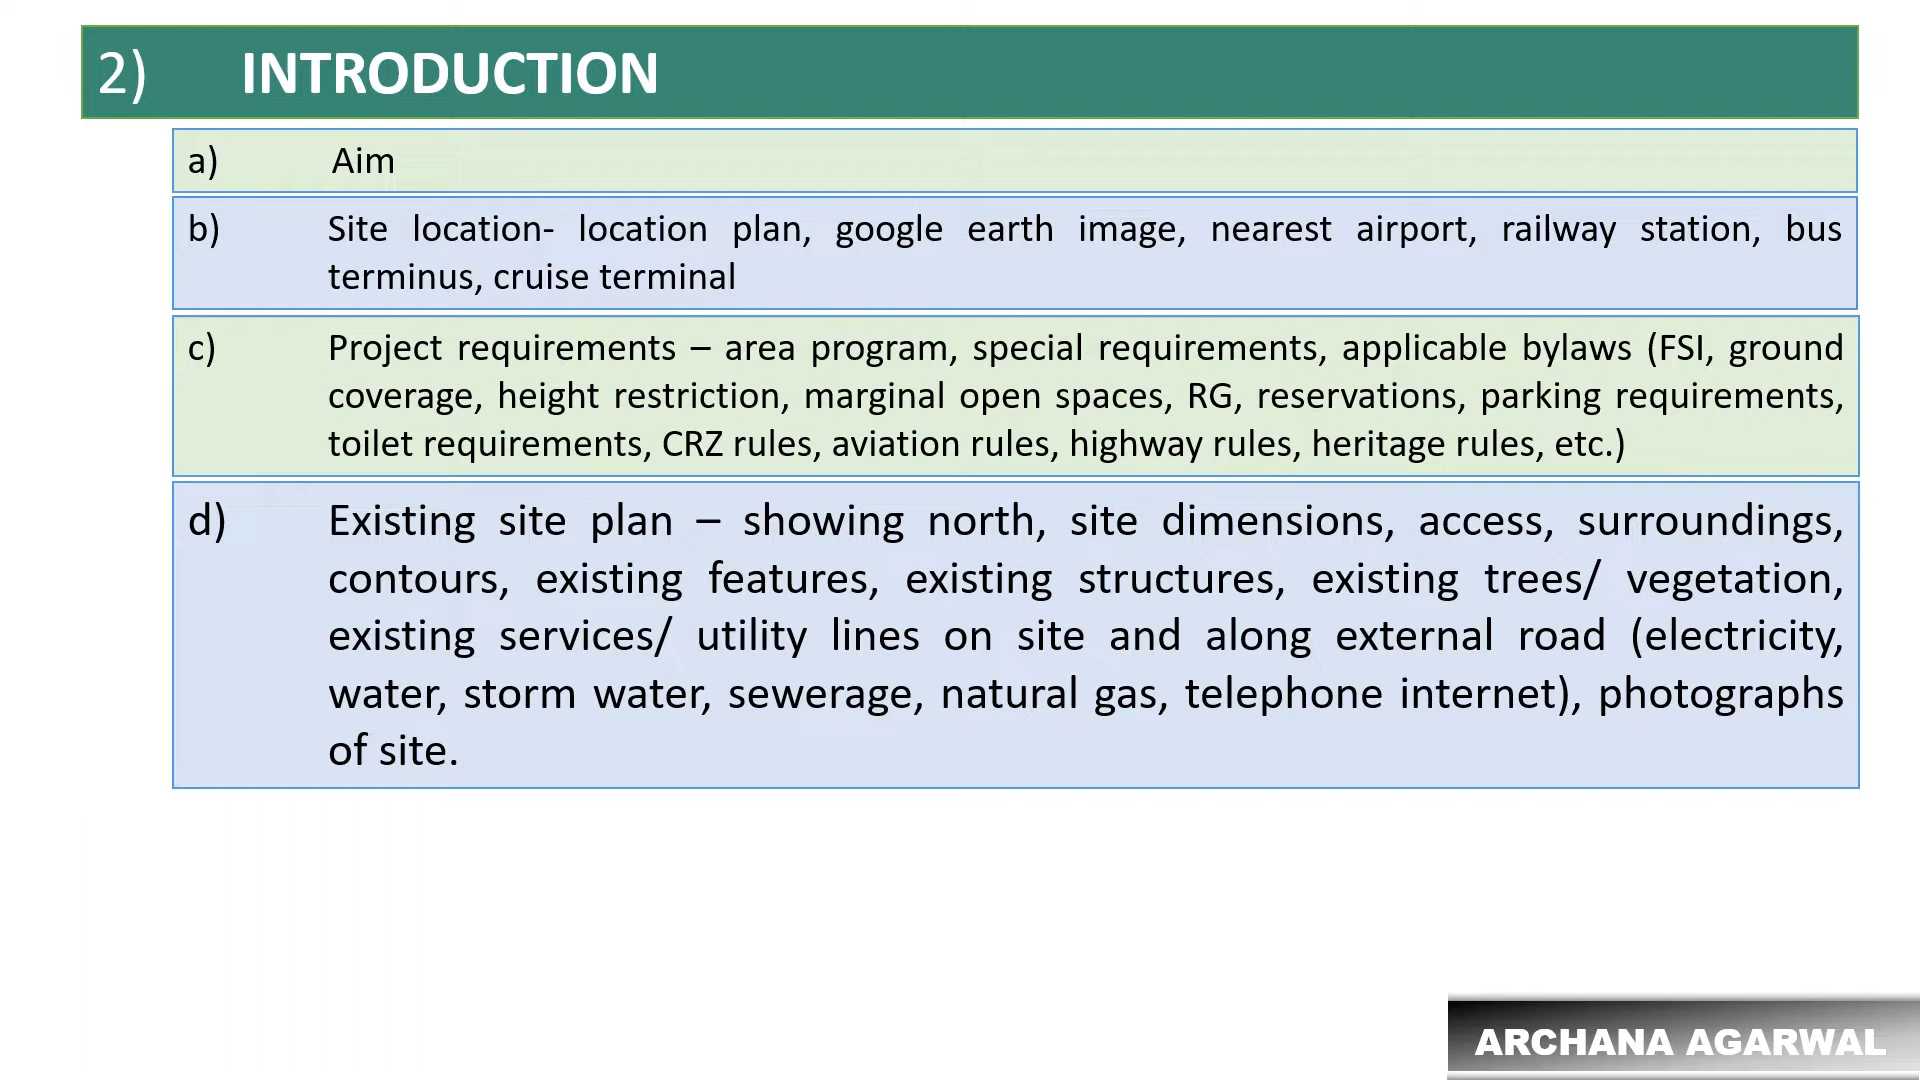 2) INTRODUCTION
a) Aim
b) Site location- location plan, google earth image, nearest airport, railway station, bus
terminus, cruise terminal
c) Project requirements – area program, special requirements, applicable bylaws (FSI, ground
coverage, height restriction, marginal open spaces, RG, reservations, parking requirements,
toilet requirements, CRZ rules, aviation rules, highway rules, heritage rules, etc.)
d) Existing site plan – showing north, site dimensions, access, surroundings,
contours, existing features, existing structures, existing trees/ vegetation,
existing services/ utility lines on site and along external road (electricity,
water, storm water, sewerage, natural gas, telephone internet), photographs
of site.
ARCHANA AGARWAL